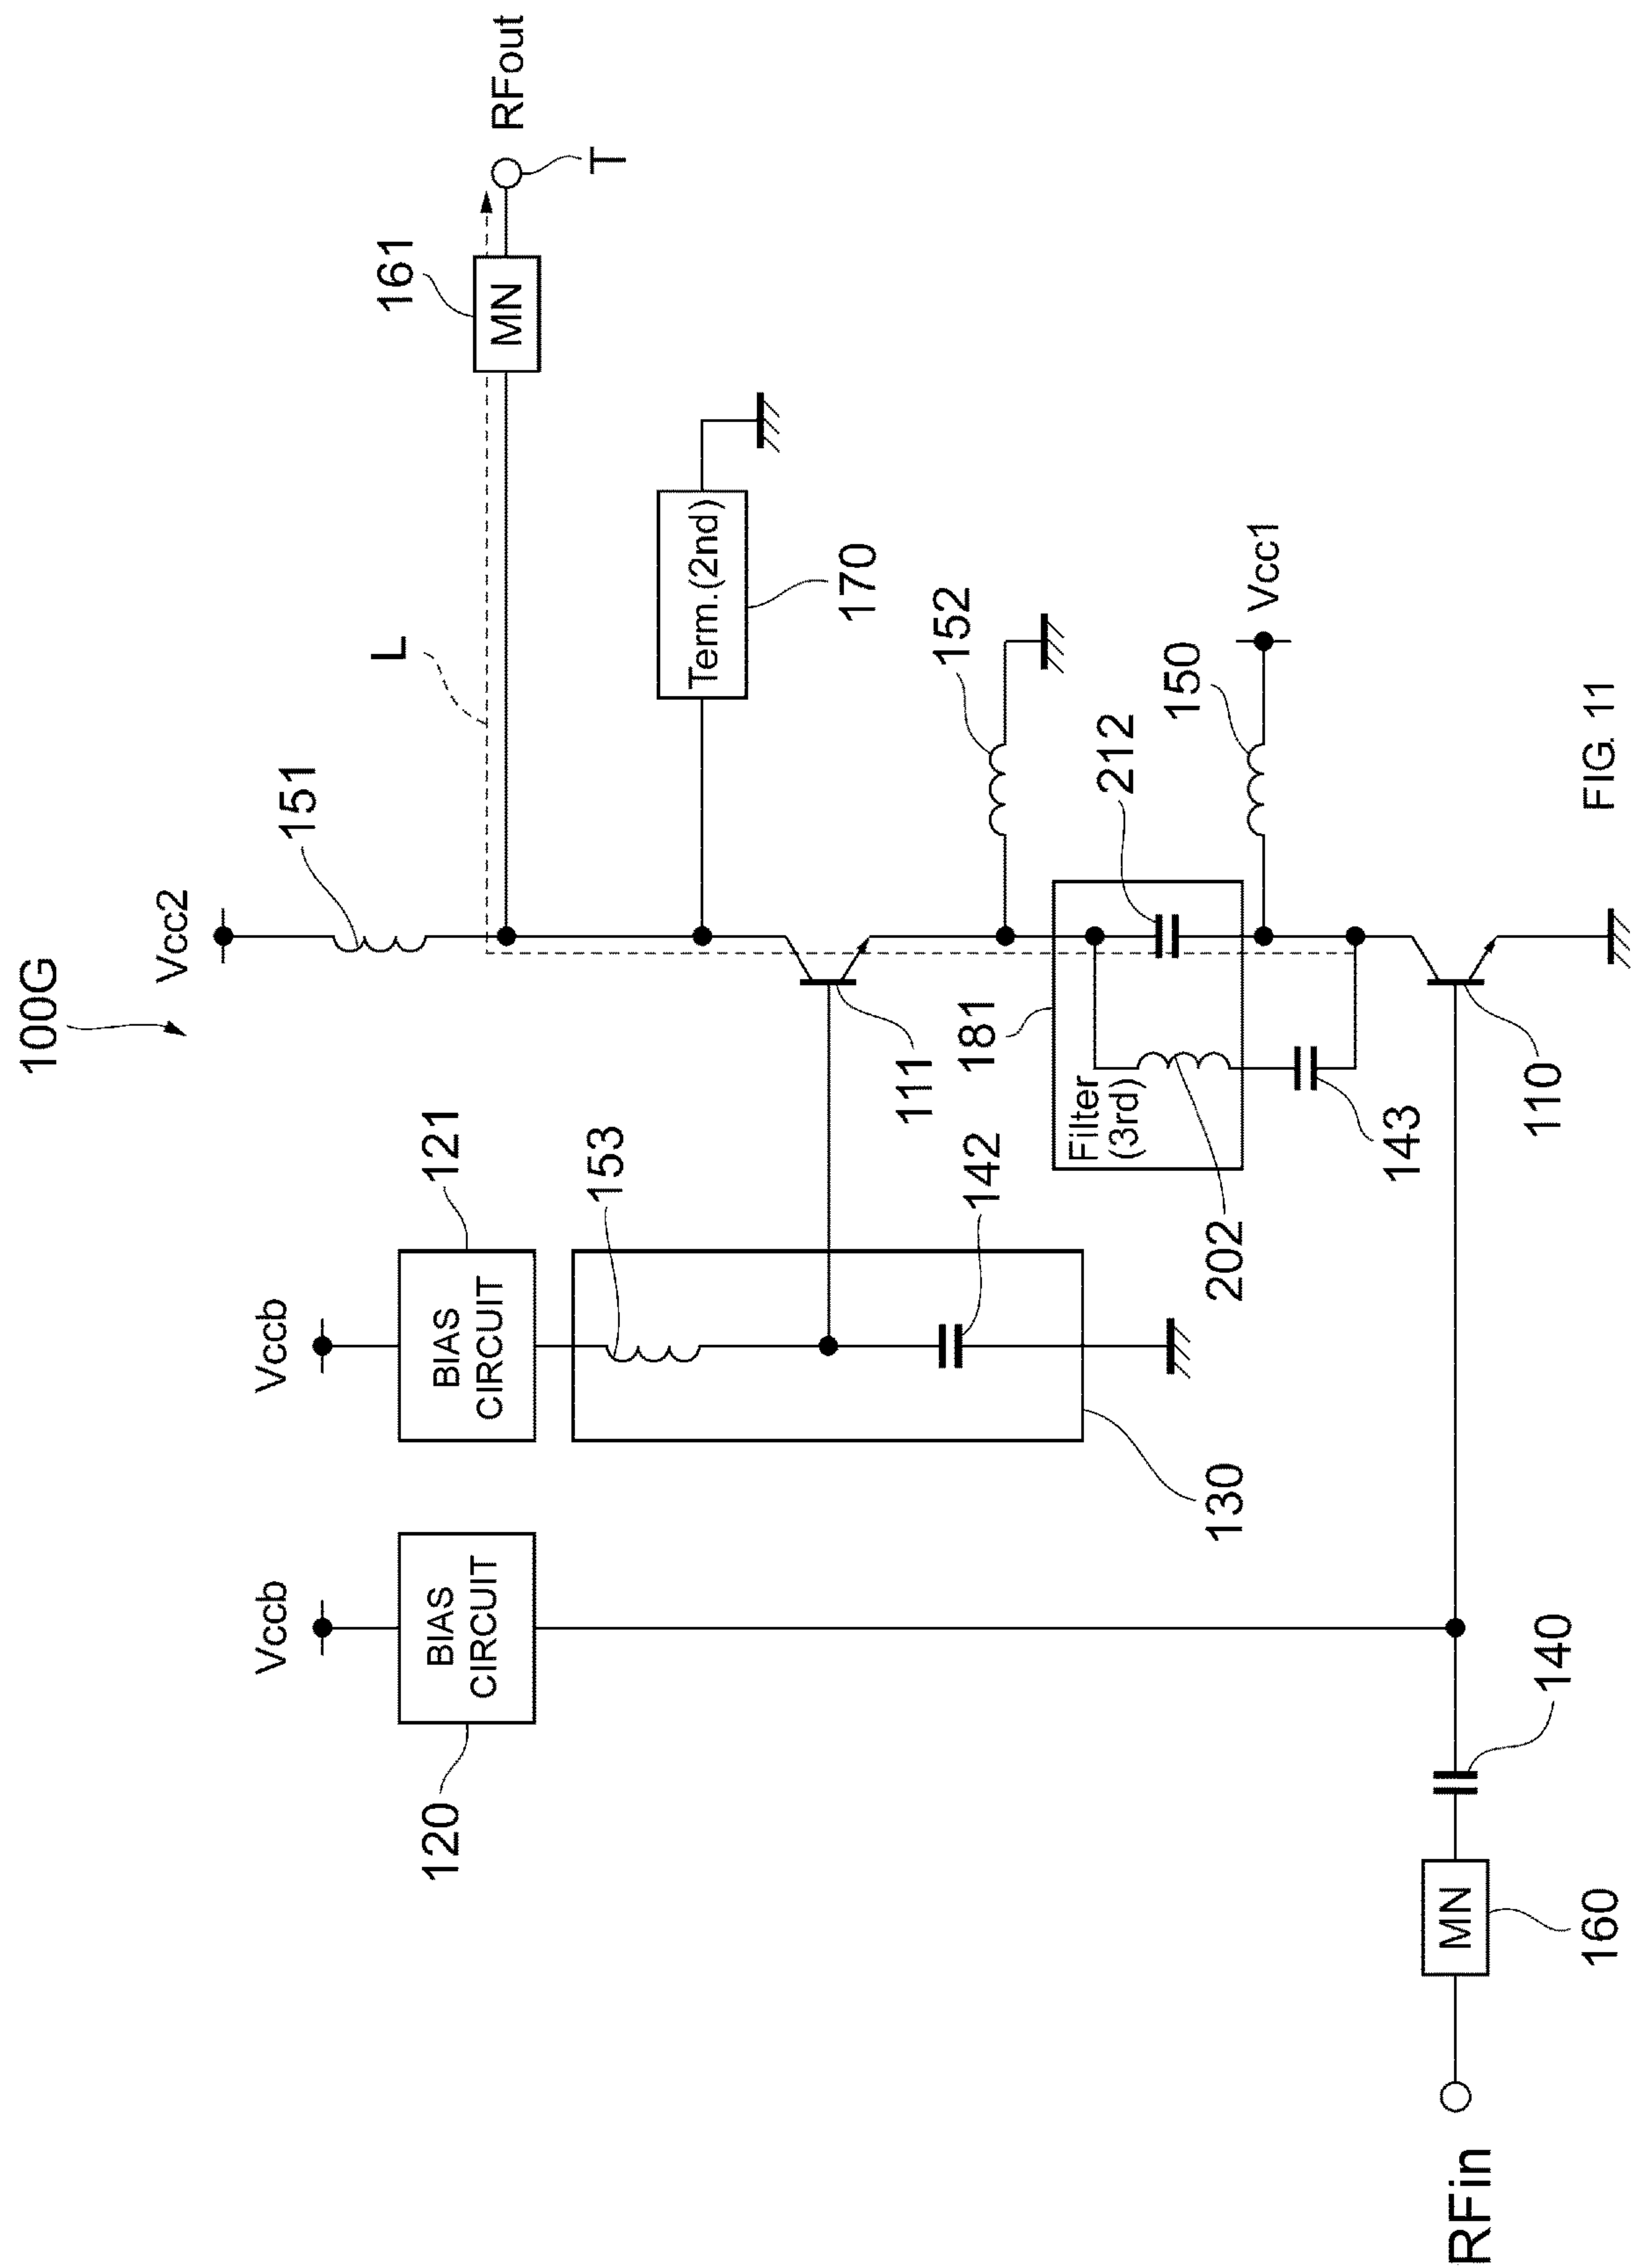 100G
Vcc2
151
L
161
MN
RFout
T
Vccb
Vccb
120
BIAS
CIRCUIT
BIAS
CIRCUIT
121
153
142
130
111
Term.(2nd)
170
152
181
Filter
(3rd)
202
212
143
150
Vcc1
110
RFin
MN
160
140
FIG. 11